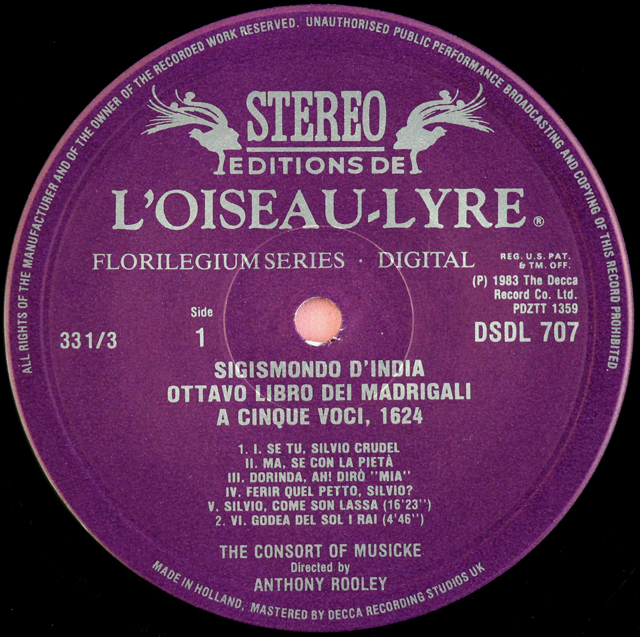 ALL RIGHTS OF THE MANUFACTURER AND OF THE OWNER OF THE RECORDED WORK RESERVED. UNAUTHORISED PUBLIC PERFORMANCE BROADCASTING AND COPYING OF THIS RECORD PROHIBITED.
STEREO
EDITIONS DE
L'OISEAU-LYRE ®
FLORILEGIUM SERIES · DIGITAL
REG. U.S. PAT.
& TM. OFF.
(P) 1983 The Decca
Record Co. Ltd.
PDZTT 1359
33 1/3
Side
1
DSDL 707
SIGISMONDO D'INDIA
OTTAVO LIBRO DEI MADRIGALI
A CINQUE VOCI, 1624
1. I. SE TU, SILVIO CRUDEL
II. MA, SE CON LA PIETÀ
III. DORINDA, AH! DIRÒ "MIA"
IV. FERIR QUEL PETTO, SILVIO?
V. SILVIO, COME SON LASSA (16'23")
2. VI. GODEA DEL SOL I RAI (4'46")
THE CONSORT OF MUSICKE
Directed by
ANTHONY ROOLEY
MADE IN HOLLAND, MASTERED BY DECCA RECORDING STUDIOS UK